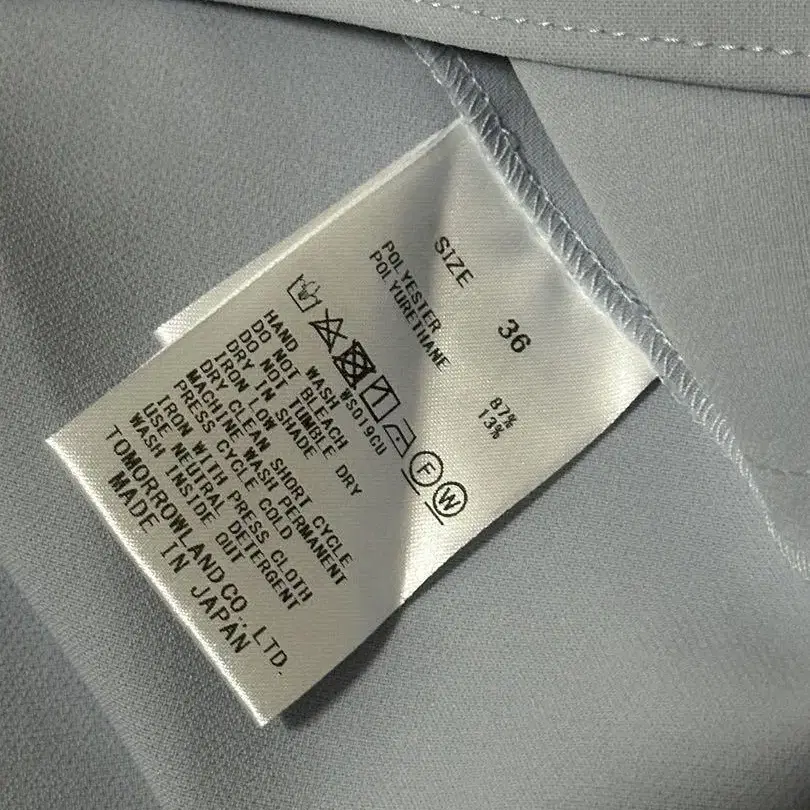 SIZE 36
POLYESTER 87%
POLYURETHANE 13%
F W
WS019CU
HAND WASH
DO NOT BLEACH
DO NOT TUMBLE DRY
DRY IN SHADE
IRON LOW
DRY CLEAN SHORT CYCLE
MACHINE WASH PERMANENT
PRESS CYCLE COLD
IRON WITH PRESS CLOTH
USE NEUTRAL DETERGENT
WASH INSIDE OUT
TOMORROWLAND CO.,LTD.
MADE IN JAPAN